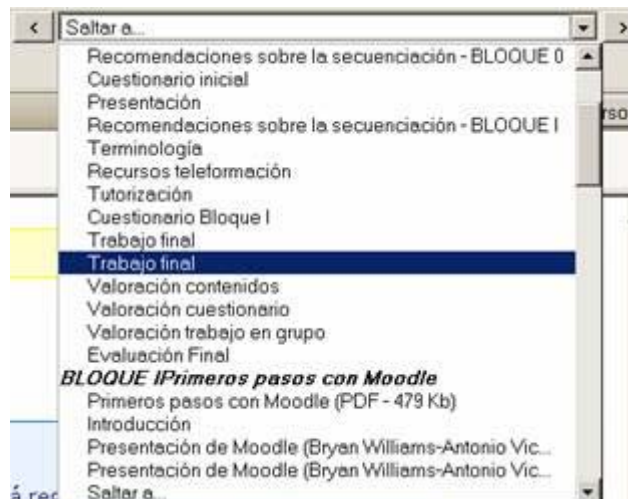 Saltar a...
Recomendaciones sobre la secuenciación - BLOQUE 0
Cuestionario inicial
Presentación
Recomendaciones sobre la secuenciación - BLOQUE I
Terminología
Recursos teleformación
Tutorización
Cuestionario Bloque I
Trabajo final
Trabajo final
Valoración contenidos
Valoración cuestionario
Valoración trabajo en grupo
Evaluación Final
BLOQUE IPrimeros pasos con Moodle
Primeros pasos con Moodle (PDF - 479 Kb)
Introducción
Presentación de Moodle (Bryan Williams-Antonio Vic...
Presentación de Moodle (Bryan Williams-Antonio Vic...
Saltar a...